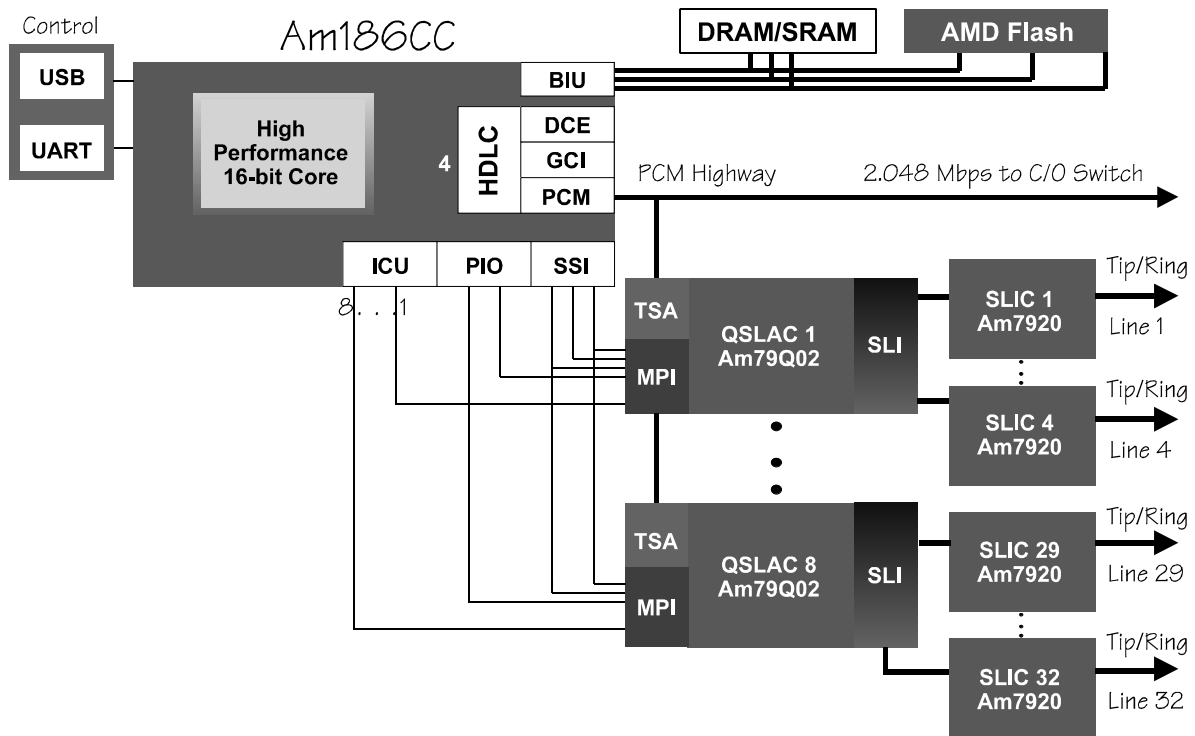 Control
Am186CC
DRAM/SRAM
AMD Flash
USB
UART
BIU
High
Performance
16-bit Core
4
HDLC
DCE
GCI
PCM
PCM Highway
2.048 Mbps to C/O Switch
ICU
PIO
SSI
8. . .1
TSA
MPI
QSLAC 1
Am79Q02
SLI
SLIC 1
Am7920
Tip/Ring
Line 1
SLIC 4
Am7920
Tip/Ring
Line 4
TSA
MPI
QSLAC 8
Am79Q02
SLI
SLIC 29
Am7920
Tip/Ring
Line 29
SLIC 32
Am7920
Tip/Ring
Line 32